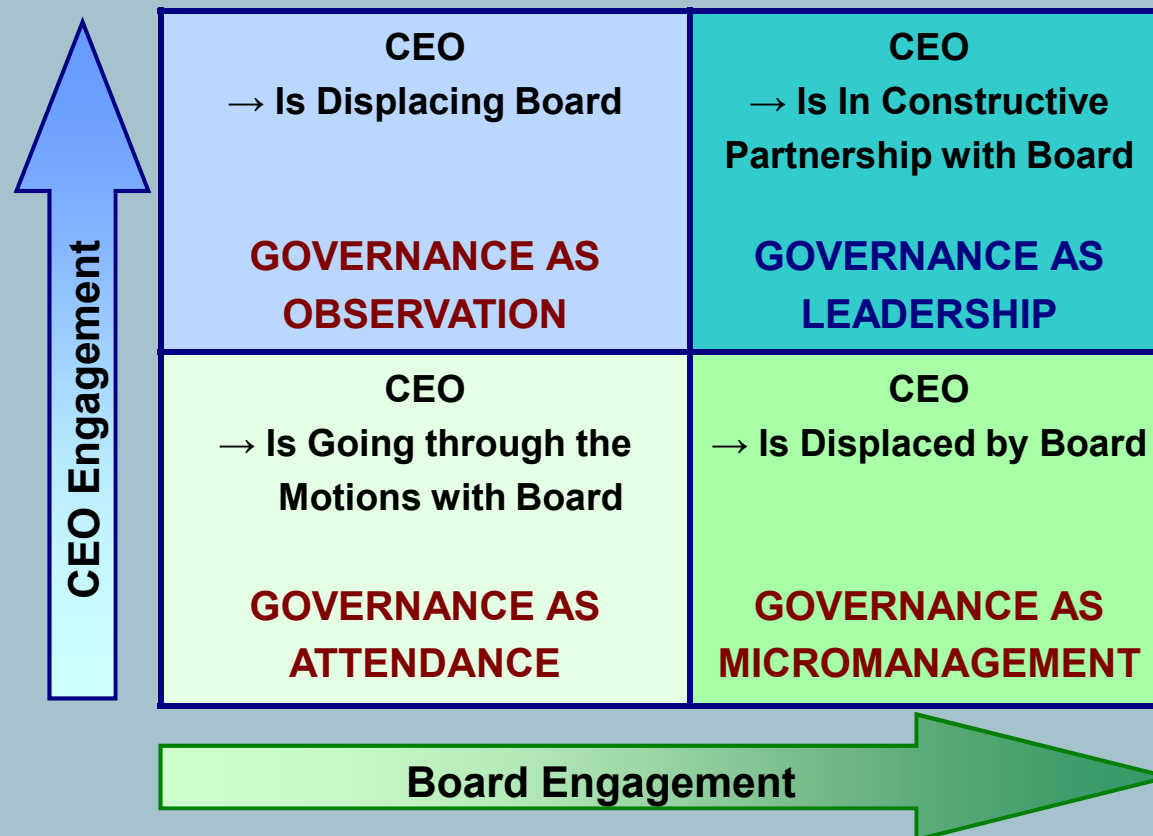 CEO
→ Is Displacing Board
GOVERNANCE AS
OBSERVATION
CEO
→ Is In Constructive
Partnership with Board
GOVERNANCE AS
LEADERSHIP
CEO
→ Is Going through the
Motions with Board
GOVERNANCE AS
ATTENDANCE
CEO
→ Is Displaced by Board
GOVERNANCE AS
MICROMANAGEMENT
CEO Engagement
Board Engagement